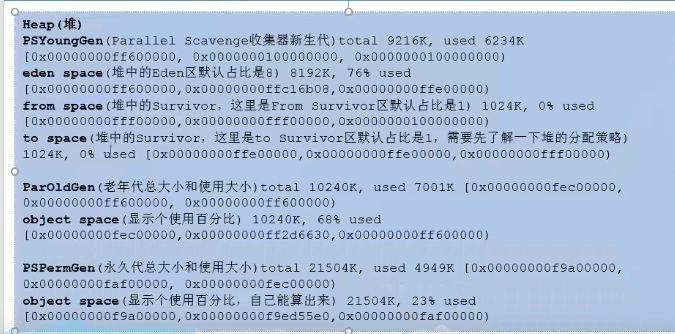 Heap(堆)
PSYoungGen(Parallel Scavenge收集器新生代)total 9216K, used 6234K
[0x00000000ff600000, 0x0000000100000000, 0x0000000100000000)
eden space(堆中的Eden区默认占比是8) 8192K, 76% used
[0x00000000ff600000,0x00000000ffc16b08,0x00000000ffe00000)
from space(堆中的Survivor，这里是From Survivor区默认占比是1) 1024K, 0% used
[0x00000000fff00000,0x00000000fff00000,0x0000000100000000)
to space(堆中的Survivor，这里是to Survivor区默认占比是1，需要先了解一下堆的分配策略)
1024K, 0% used [0x00000000ffe00000,0x00000000ffe00000,0x00000000fff00000)
ParOldGen(老年代总大小和使用大小)total 10240K, used 7001K [0x00000000fec00000,
0x00000000ff600000, 0x00000000ff600000)
object space(显示个使用百分比) 10240K, 68% used
[0x00000000fec00000,0x00000000ff2d6630,0x00000000ff600000)
PSPermGen(永久代总大小和使用大小)total 21504K, used 4949K [0x00000000f9a00000,
0x00000000faf00000, 0x00000000fec00000)
object space(显示个使用百分比，自己能算出来) 21504K, 23% used
[0x00000000f9a00000,0x00000000f9ed55e0,0x00000000faf00000)